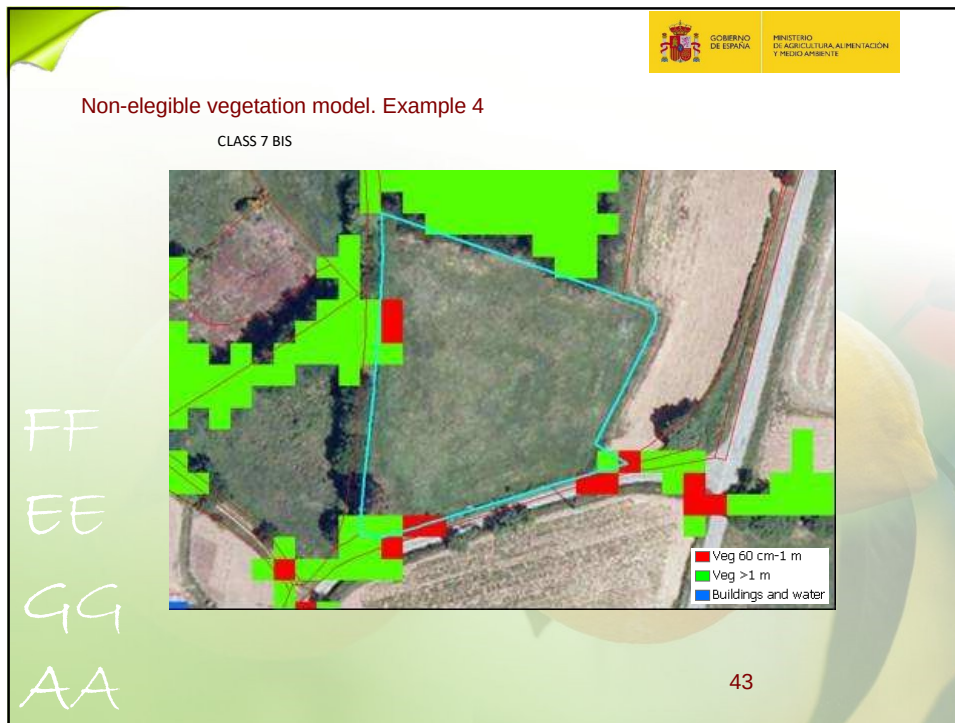 GOBIERNO
DE ESPAÑA
MINISTERIO
DE AGRICULTURA, ALIMENTACIÓN
Y MEDIO AMBIENTE
Non-elegible vegetation model. Example 4
CLASS 7 BIS
FF
EE
GG
AA
Veg 60 cm-1 m
Veg >1 m
Buildings and water
43